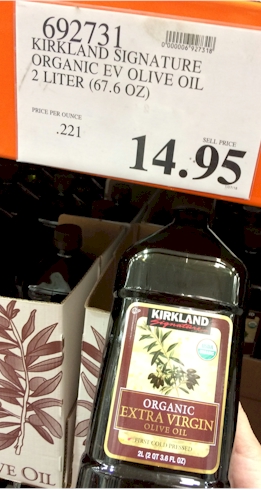 692731
0000006927318
KIRKLAND SIGNATURE
ORGANIC EV OLIVE OIL
2 LITER (67.6 OZ)
PRICE PER OUNCE
.221
SELL PRICE
14.95
KIRKLAND
Signature
ORGANIC
EXTRA VIRGIN
OLIVE OIL
FIRST COLD PRESSED
2L (2 QT 3.6 FL OZ)
VE OIL